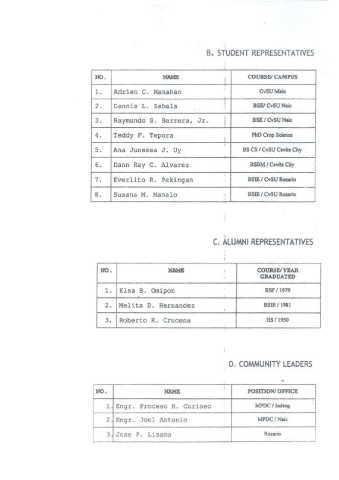 B. STUDENT REPRESENTATIVES
NO. NAME COURSE/ CAMPUS
1. Adrian C. Manahan CvSU Main
2. Dennis L. Zabala BSE/ CvSU Naic
3. Raymundo S. Barrera, Jr. BSE / CvSU Naic
4. Teddy F. Tepora PhD Crop Science
5. Ana Junessa J. Uy BS CS / CvSU Cavite City
6. Dann Ray C. Alvarez BSBM / Cavite City
7. Everlito R. Pakingan BEIE / CvSU Rosario
8. Susana M. Manalo BEIE / CvSU Rosario
C. ALUMNI REPRESENTATIVES
NO. NAME COURSE/ YEAR GRADUATED
1. Elsa B. Omipon BSF / 1979
2. Melita D. Hernandez BSIE / 1981
3. Roberto R. Crucena HS / 1950
D. COMMUNITY LEADERS
NO. NAME POSITION/ OFFICE
1. Engr. Proceso H. Curioso MPDC / Indang
2. Engr. Joel Antonio MPDC / Naic
3. Jose F. Rosario